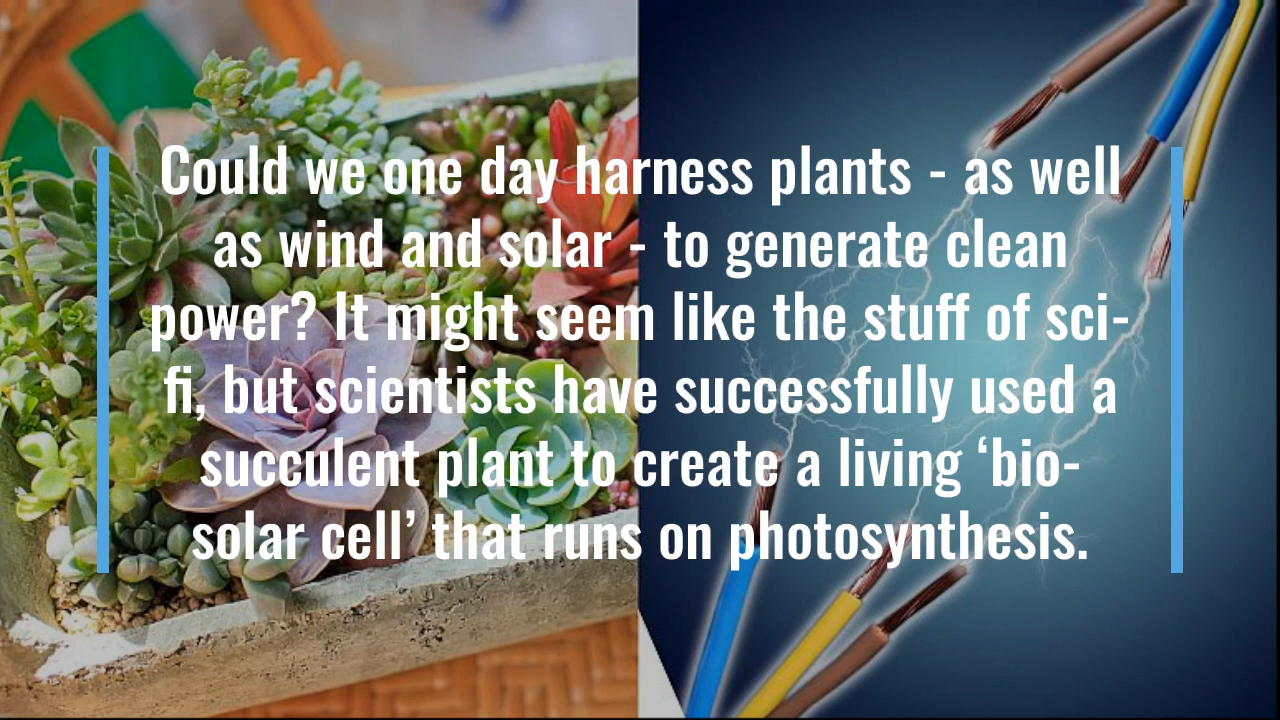 Could we one day harness plants - as well
as wind and solar - to generate clean
power? It might seem like the stuff of sci-
fi, but scientists have successfully used a
succulent plant to create a living ‘bio-
solar cell’ that runs on photosynthesis.